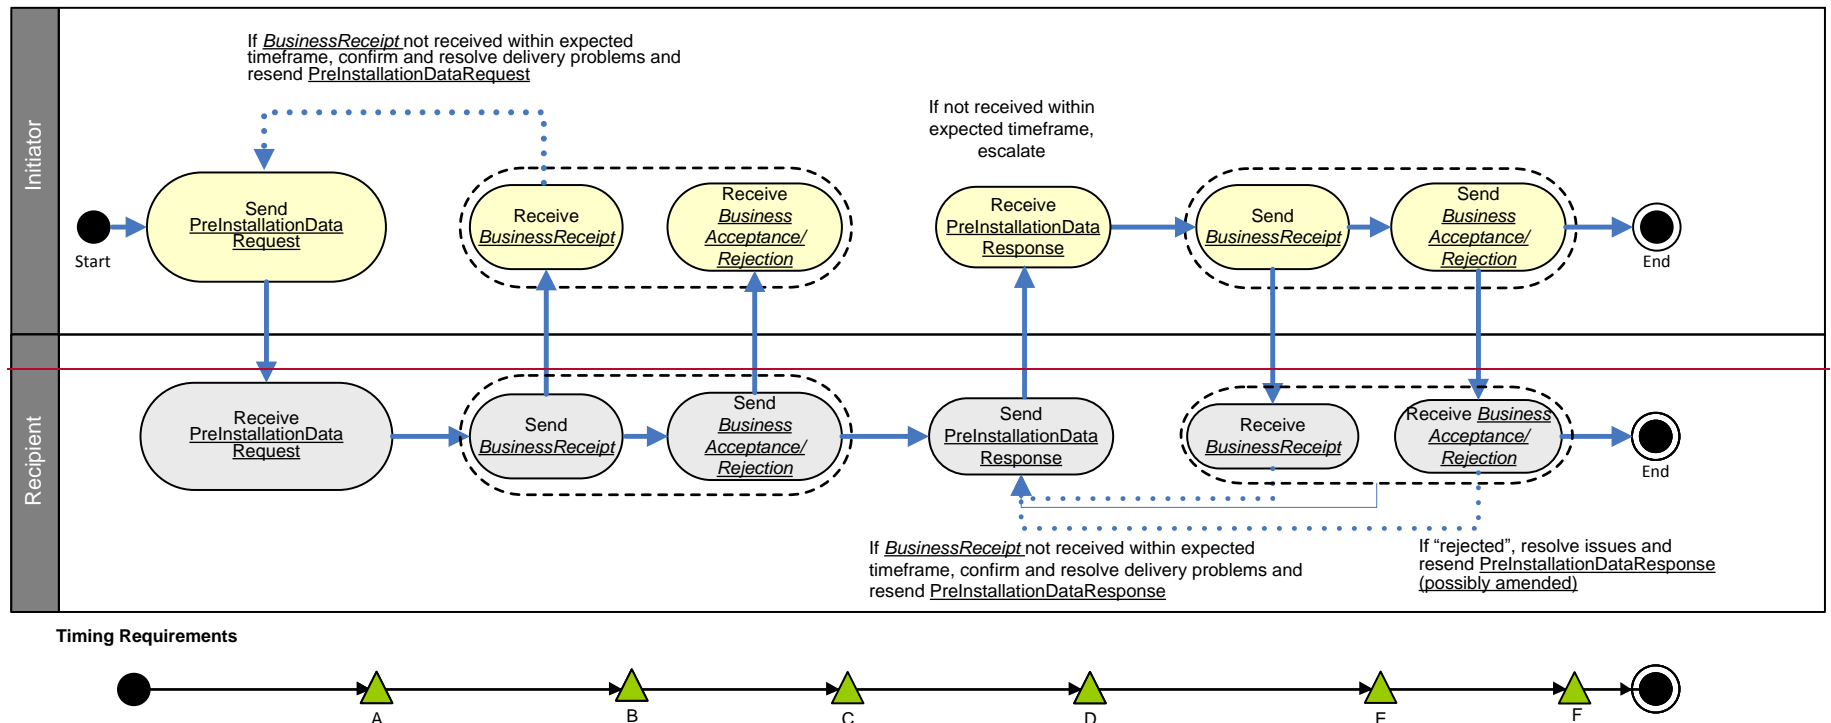 Initiator
If BusinessReceipt not received within expected
timeframe, confirm and resolve delivery problems and
resend PreInstallationDataRequest
If not received within
expected timeframe,
escalate
Start
Send
PreInstallationData
Request
Receive
BusinessReceipt
Receive
Business
Acceptance/
Rejection
Receive
PreInstallationData
Response
Send
BusinessReceipt
Send
Business
Acceptance/
Rejection
End
Recipient
Receive
PreInstallationData
Request
Send
BusinessReceipt
Send
Business
Acceptance/
Rejection
Send
PreInstallationData
Response
Receive
BusinessReceipt
Receive Business
Acceptance/
Rejection
End
If BusinessReceipt not received within expected
timeframe, confirm and resolve delivery problems and
resend PreInstallationDataResponse
If “rejected”, resolve issues and
resend PreInstallationDataResponse
(possibly amended)
Timing Requirements
A
B
C
D
E
F